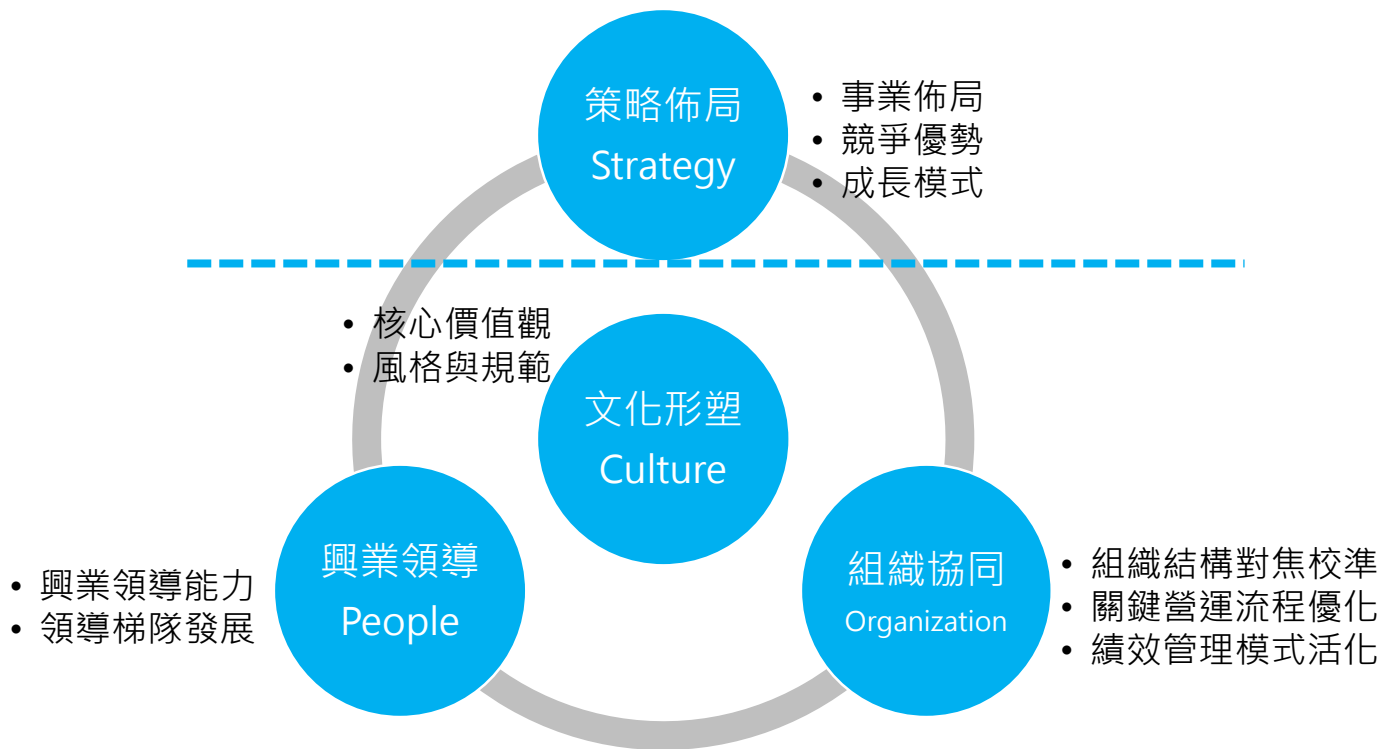 策略佈局
Strategy
• 事業佈局
• 競爭優勢
• 成長模式
• 核心價值觀
• 風格與規範
文化形塑
Culture
興業領導
People
• 興業領導能力
• 領導梯隊發展
組織協同
Organization
• 組織結構對焦校準
• 關鍵營運流程優化
• 績效管理模式活化